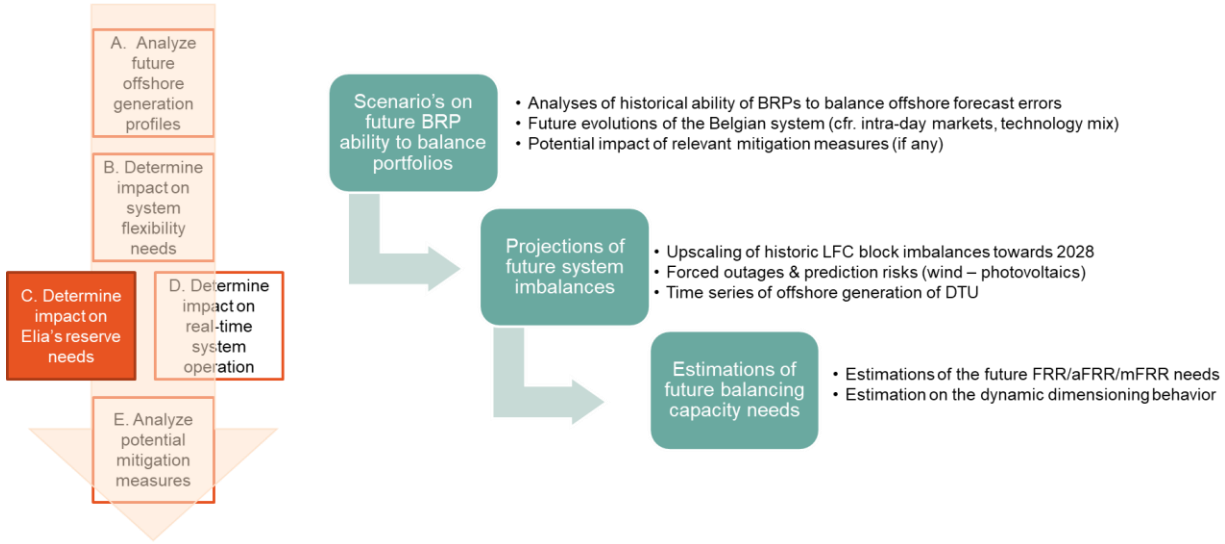 A. Analyze
future
offshore
generation
profiles
B. Determine
impact on
system
flexibility
needs
C. Determine
impact on
Elia's reserve
needs
D. Determine
impact on
real-time
system
operation
E. Analyze
potential
mitigation
measures
Scenario's on
future BRP
ability to balance
portfolios
• Analyses of historical ability of BRPs to balance offshore forecast errors
• Future evolutions of the Belgian system (cfr. intra-day markets, technology mix)
• Potential impact of relevant mitigation measures (if any)
Projections of
future system
imbalances
• Upscaling of historic LFC block imbalances towards 2028
• Forced outages & prediction risks (wind – photovoltaics)
• Time series of offshore generation of DTU
Estimations of
future balancing
capacity needs
• Estimations of the future FRR/aFRR/mFRR needs
• Estimation on the dynamic dimensioning behavior